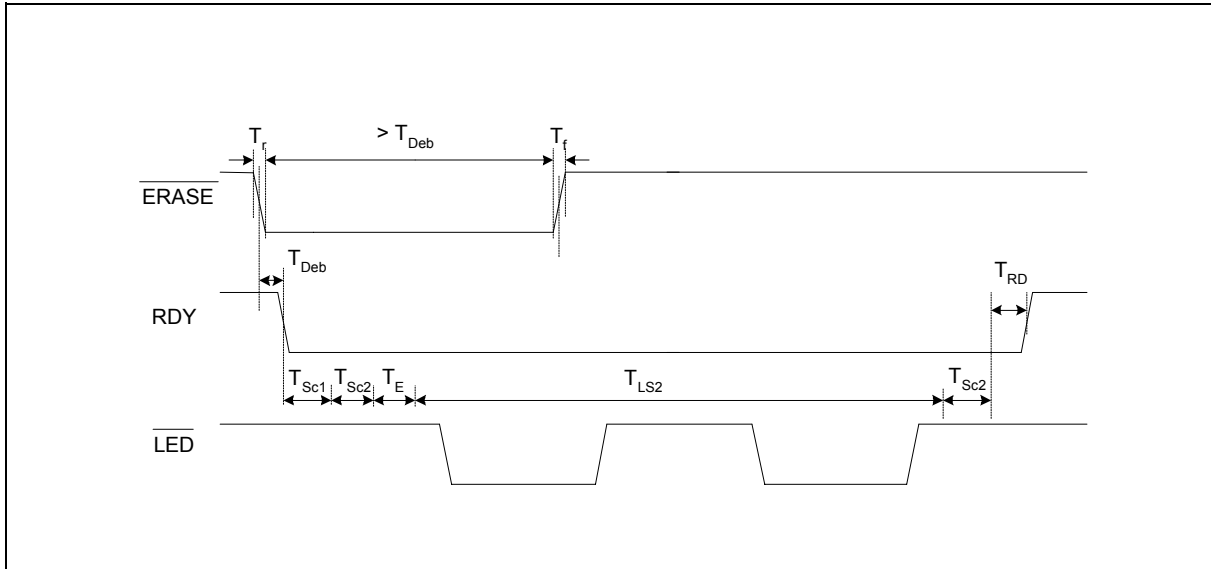 T_r > T_Deb T_f
ERASE
T_Deb
T_RD
RDY
T_Sc1 T_Sc2 T_E T_LS2 T_Sc2
LED